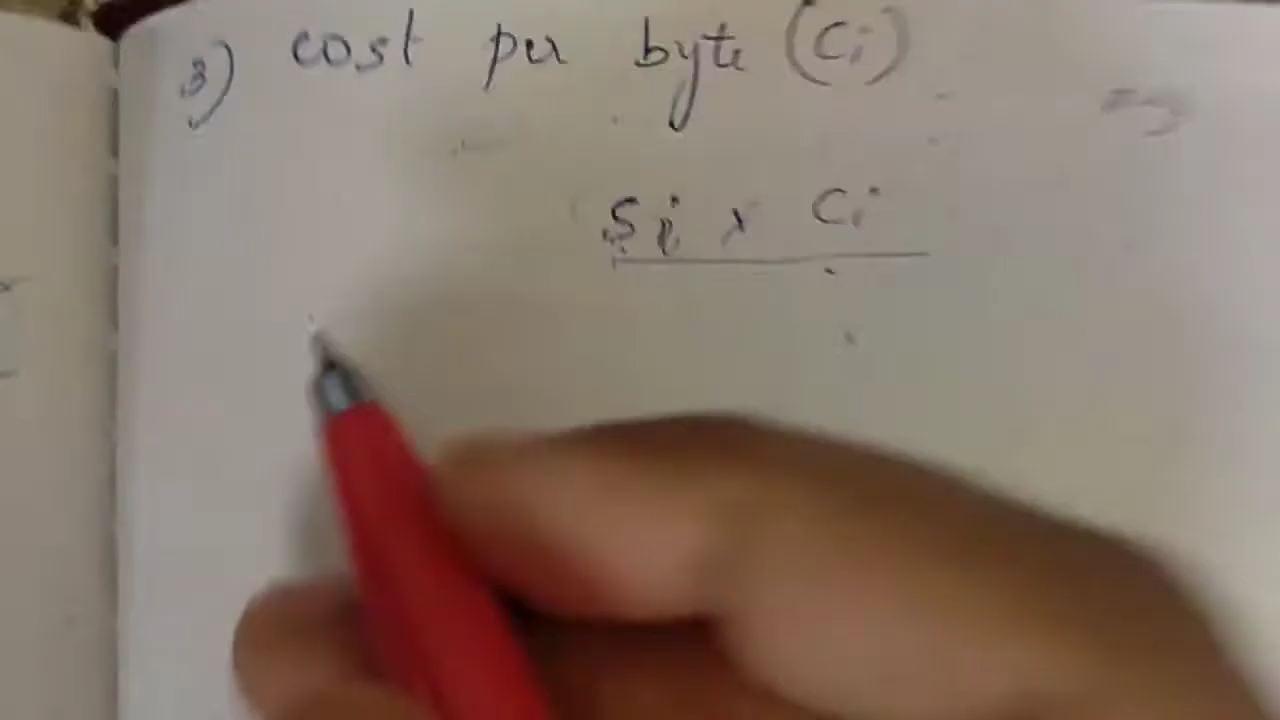 3) cost per byte (Ci)
Si x Ci